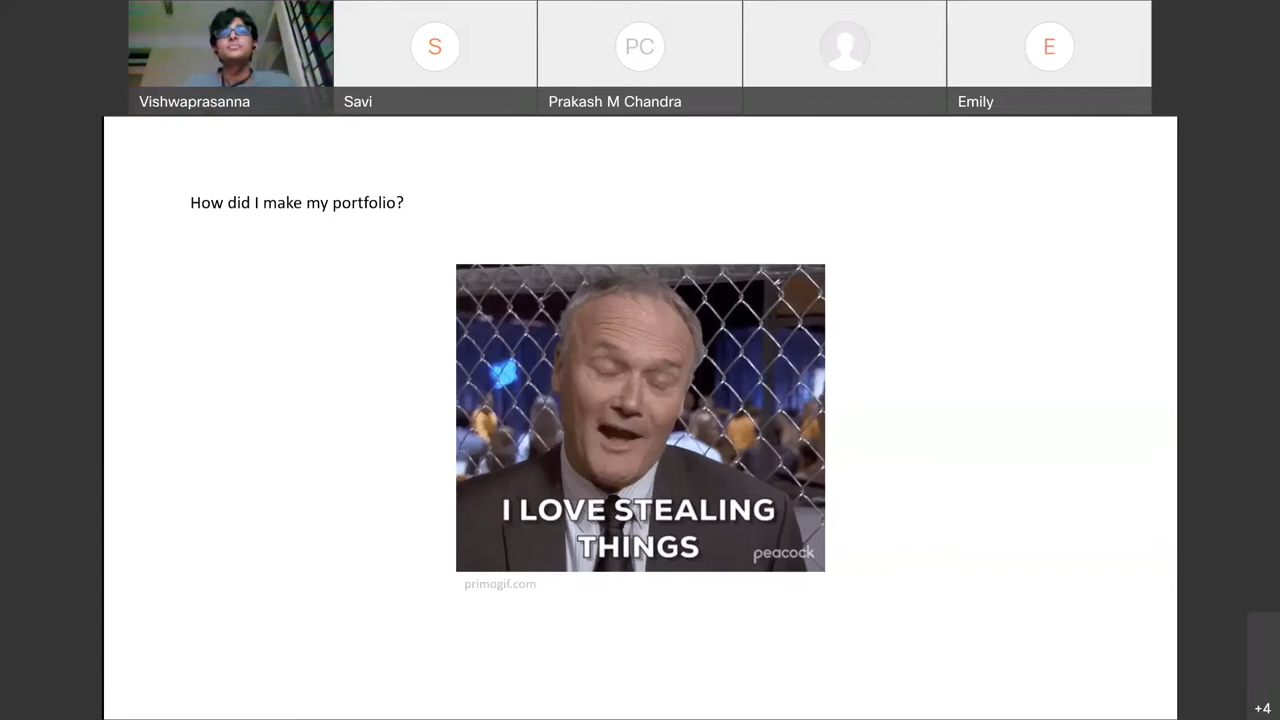 S
PC
E
Vishwaprasanna
Savi
Prakash M Chandra
Emily
How did I make my portfolio?
I LOVE STEALING
THINGS
peacock
primogif.com
+4